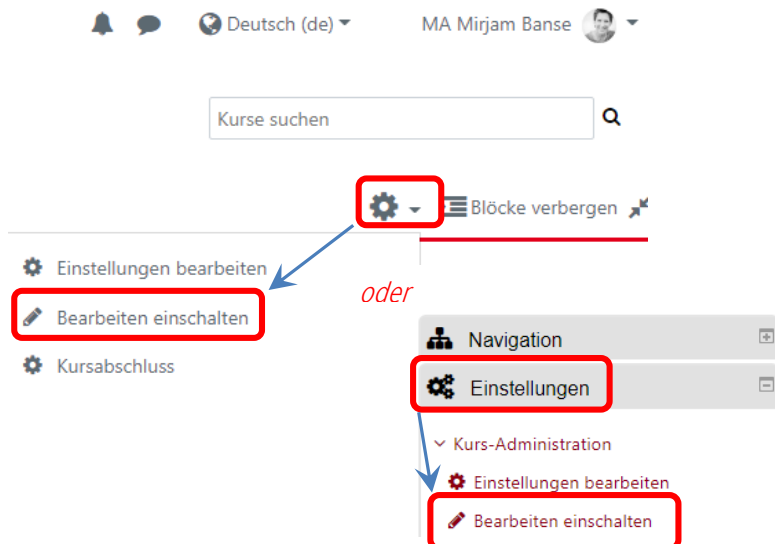 Deutsch (de)
MA Mirjam Banse
Kurse suchen
Blöcke verbergen
Einstellungen bearbeiten
Bearbeiten einschalten
Kursabschluss
oder
Navigation
Einstellungen
Kurs-Administration
Einstellungen bearbeiten
Bearbeiten einschalten